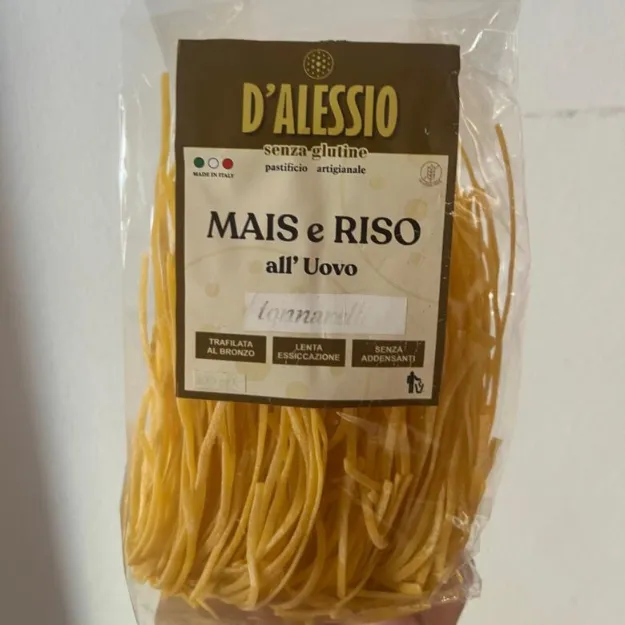 D'ALESSIO
senza glutine
pastificio artigianale
MADE IN ITALY
MAIS e RISO
all' Uovo
tonnarelli
TRAFILATA
AL BRONZO
LENTA
ESSICCAZIONE
SENZA
ADDENSANTI